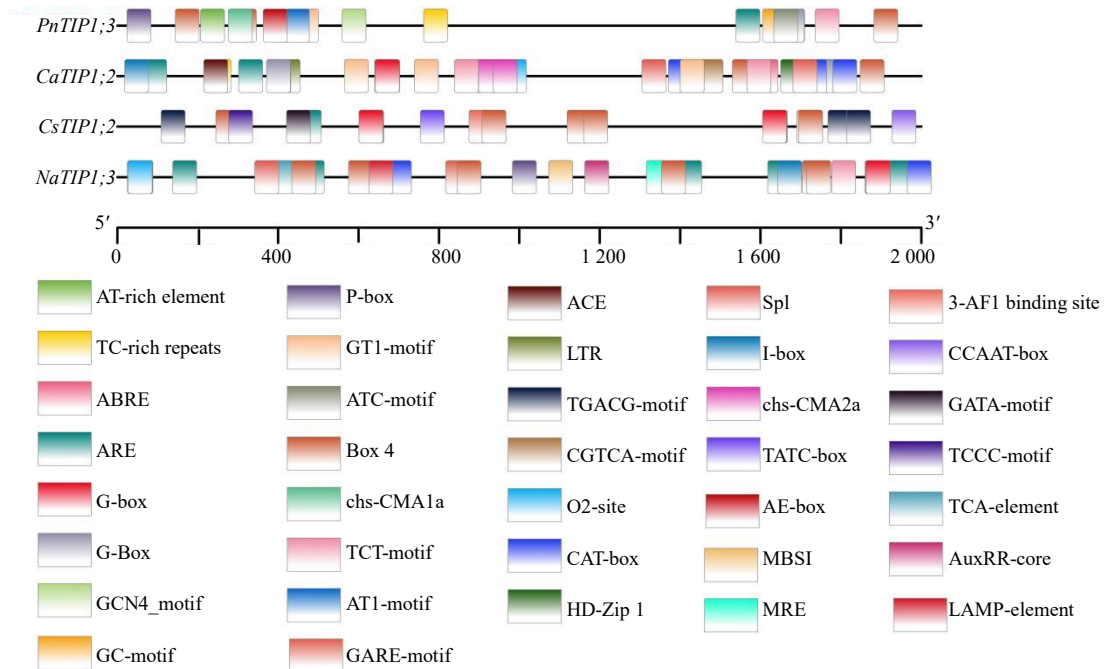 PnTIP1;3
CaTIP1;2
CsTIP1;2
NaTIP1;3
5′ 3′
0 400 800 1 200 1 600 2 000
AT-rich element P-box ACE Spl 3-AF1 binding site
TC-rich repeats GT1-motif LTR I-box CCAAT-box
ABRE ATC-motif TGACG-motif chs-CMA2a GATA-motif
ARE Box 4 CGTCA-motif TATC-box TCCC-motif
G-box chs-CMA1a O2-site AE-box TCA-element
G-Box TCT-motif CAT-box MBSI AuxRR-core
GCN4_motif AT1-motif HD-Zip 1 MRE LAMP-element
GC-motif GARE-motif